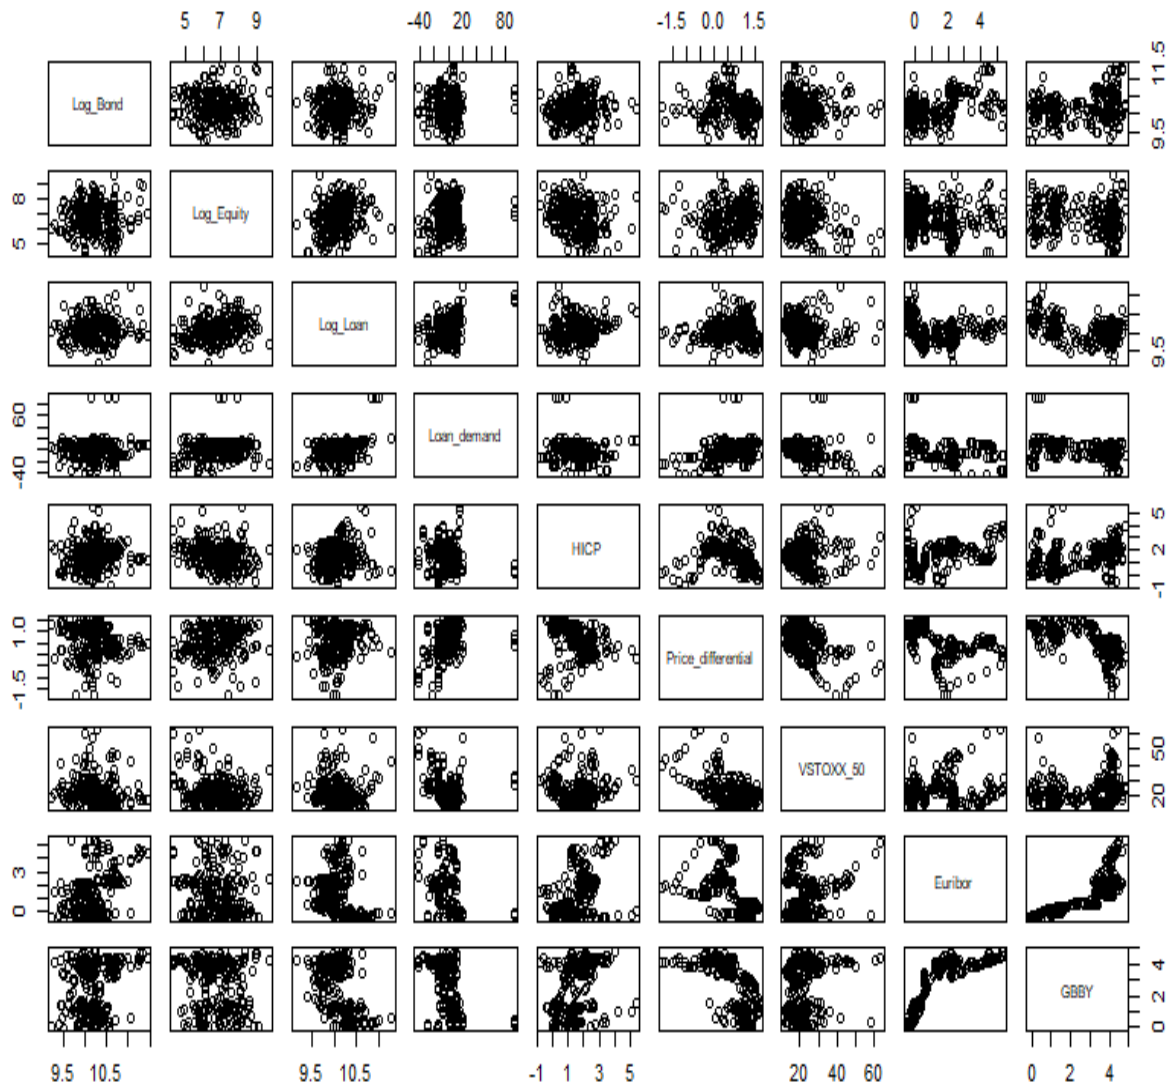 5 7 9 -40 20 80 -1.5 0.0 1.5 0 2 4
Log_Bond 9.5 11.5
5 8 Log_Equity
Log_Loan 9.5
-40 60 Loan_demand
HICP -1 2 5
-1.5 1.0 Price_differential
VSTOXX_50 20 50
0 3 Euribor
GBBY 0 2 4
9.5 10.5 9.5 10.5 -1 1 3 5 20 40 60 0 2 4